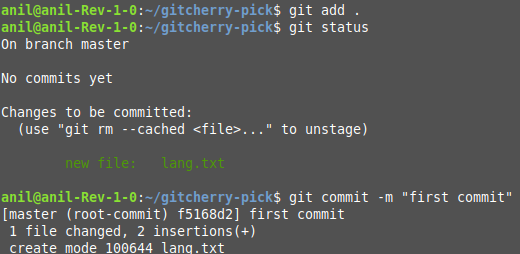 anil@anil-Rev-1-0:~/gitcherry-pick$ git add .
anil@anil-Rev-1-0:~/gitcherry-pick$ git status
On branch master
No commits yet
Changes to be committed:
  (use "git rm --cached <file>..." to unstage)
        new file:   lang.txt
anil@anil-Rev-1-0:~/gitcherry-pick$ git commit -m "first commit"
[master (root-commit) f5168d2] first commit
 1 file changed, 2 insertions(+)
 create mode 100644 lang.txt